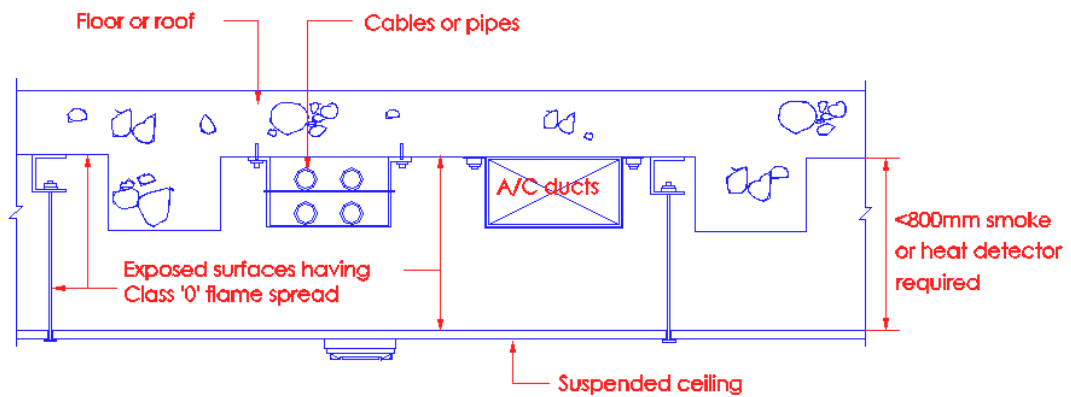 Floor or roof
Cables or pipes
A/C ducts
<800mm smoke
or heat detector
required
Exposed surfaces having
Class '0' flame spread
Suspended ceiling